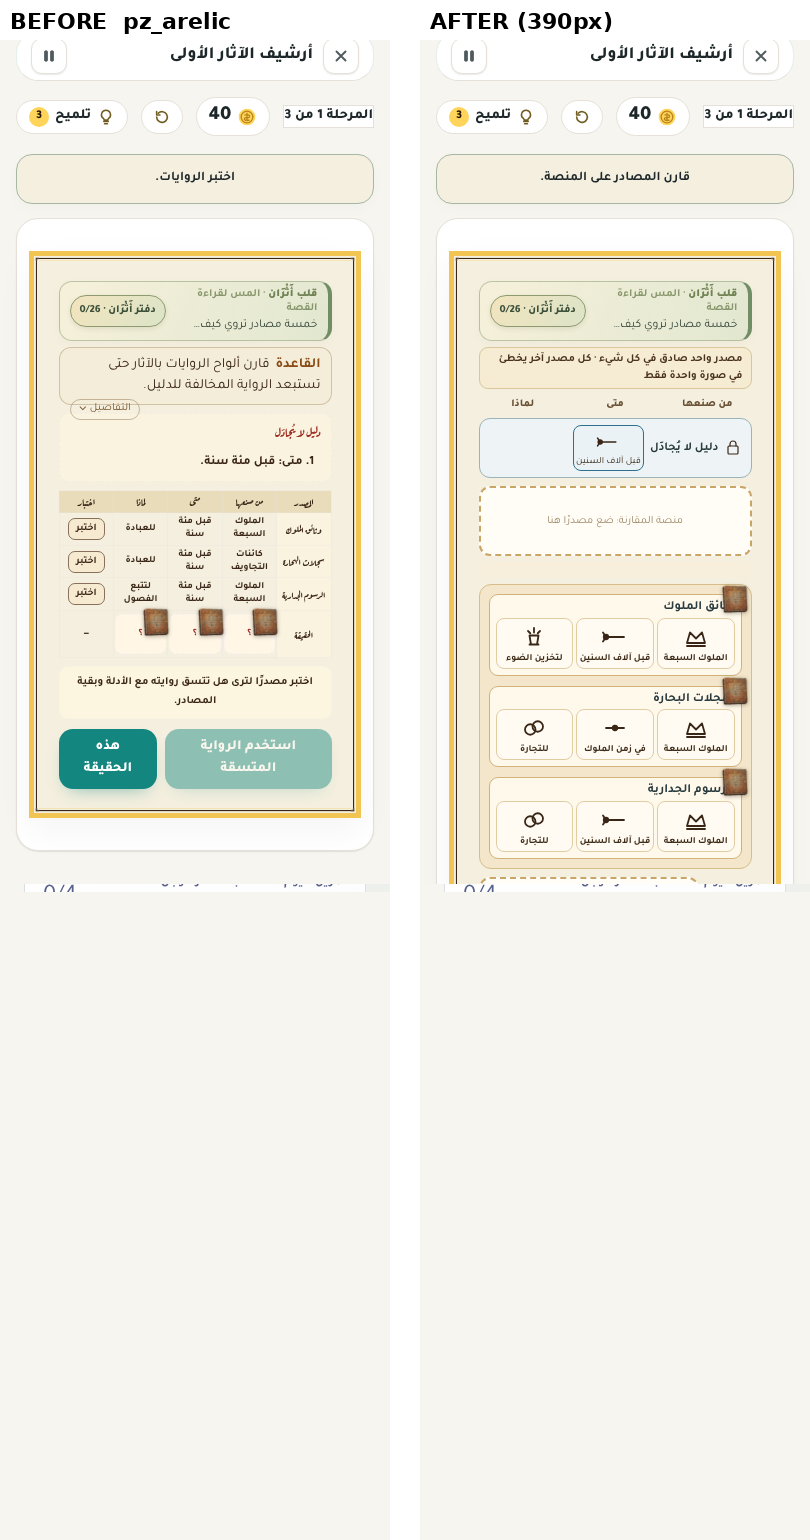 BEFORE pz_arelic
أرشيف الآثار الأولى
المرحلة 1 من 3
40
تلميح
3
اختبر الروايات.
قلب أَثَرَان · المس لقراءة
القصة
خمسة مصادر تروي كيف...
دفتر أَثَرَان · 0/26
القاعدة قارن ألواح الروايات بالآثار حتى
تستبعد الرواية المخالفة للدليل.
التفاصيل
دليل لا يُجادَل
1. متى: قبل مئة سنة.
المصدر من صنعها متى لماذا اختبار
وثائق الملوك الملوك السبعة قبل مئة سنة للعبادة اختبر
سجلات البحارة كائنات التجاويف قبل مئة سنة للعبادة اختبر
الرسوم الجدارية الملوك السبعة قبل مئة سنة لتتبع الفصول اختبر
الحقيقة ؟ ؟ ؟ –
اختبر مصدرًا لترى هل تتسق روايته مع الأدلة وبقية
المصادر.
استخدم الرواية المتسقة
هذه الحقيقة
0/4
AFTER (390px)
أرشيف الآثار الأولى
المرحلة 1 من 3
40
تلميح
3
قارن المصادر على المنصة.
قلب أَثَرَان · المس لقراءة
القصة
خمسة مصادر تروي كيف...
دفتر أَثَرَان · 0/26
مصدر واحد صادق في كل شيء · كل مصدر آخر يخطئ
في صورة واحدة فقط
من صنعها متى لماذا
دليل لا يُجادَل
قبل آلاف السنين
منصة المقارنة: ضع مصدرًا هنا
الملوك
الملوك السبعة قبل آلاف السنين لتخزين الضوء
البحارة
الملوك السبعة في زمن الملوك للتجارة
الجدارية
الملوك السبعة قبل آلاف السنين للتجارة
0/4